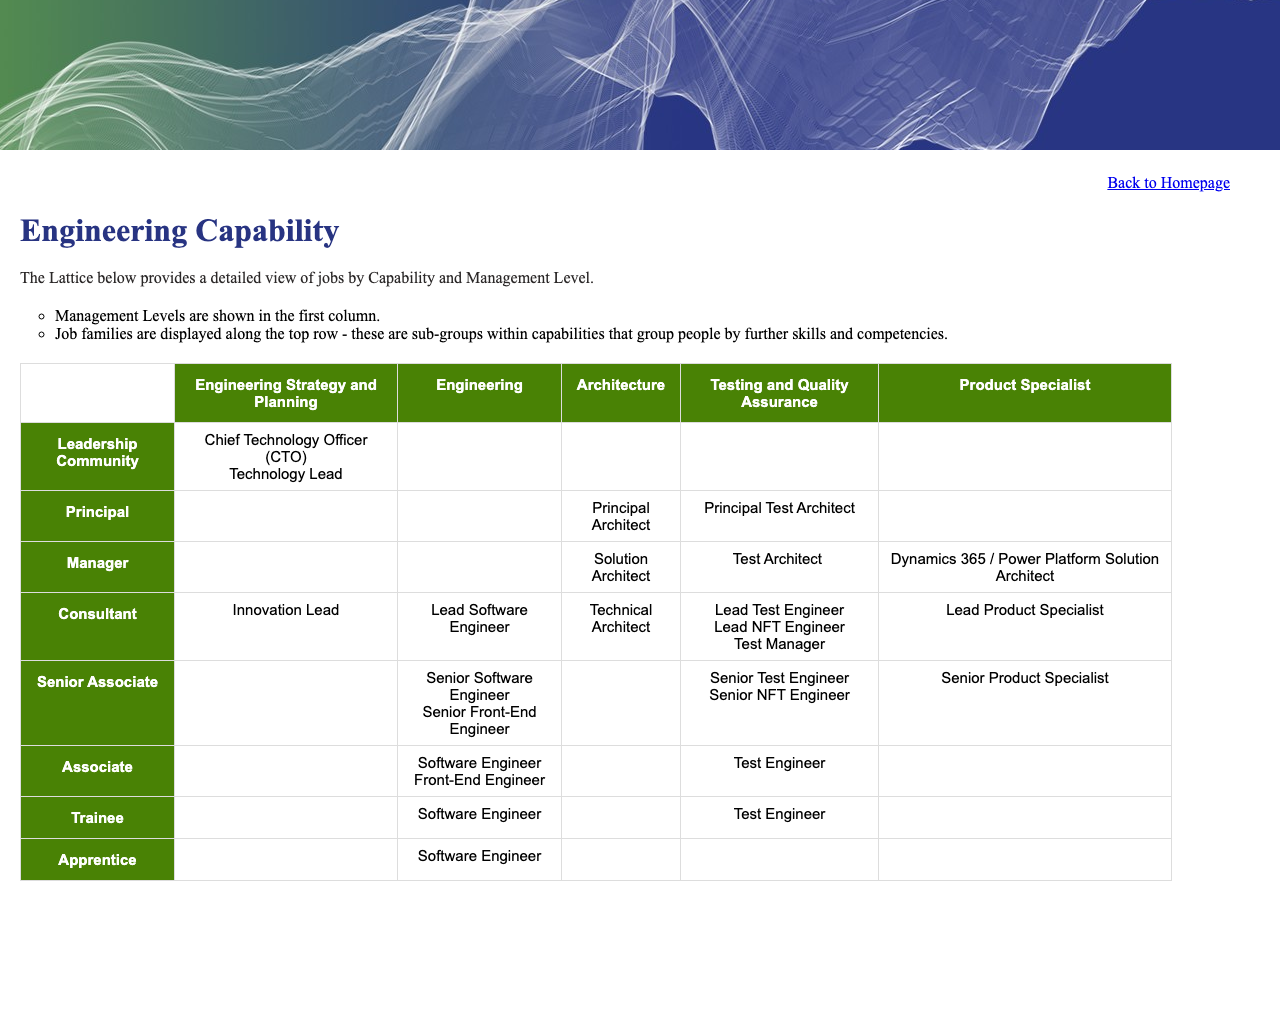 Back to Homepage
Engineering Capability
The Lattice below provides a detailed view of jobs by Capability and Management Level.
Management Levels are shown in the first column.
Job families are displayed along the top row - these are sub-groups within capabilities that group people by further skills and competencies.
Engineering Strategy and
Planning
Engineering
Architecture
Testing and Quality
Assurance
Product Specialist
Leadership
Community
Chief Technology Officer
(CTO)
Technology Lead
Principal
Principal
Architect
Principal Test Architect
Manager
Solution
Architect
Test Architect
Dynamics 365 / Power Platform Solution
Architect
Consultant
Innovation Lead
Lead Software
Engineer
Technical
Architect
Lead Test Engineer
Lead NFT Engineer
Test Manager
Lead Product Specialist
Senior Associate
Senior Software
Engineer
Senior Front-End
Engineer
Senior Test Engineer
Senior NFT Engineer
Senior Product Specialist
Associate
Software Engineer
Front-End Engineer
Test Engineer
Trainee
Software Engineer
Test Engineer
Apprentice
Software Engineer